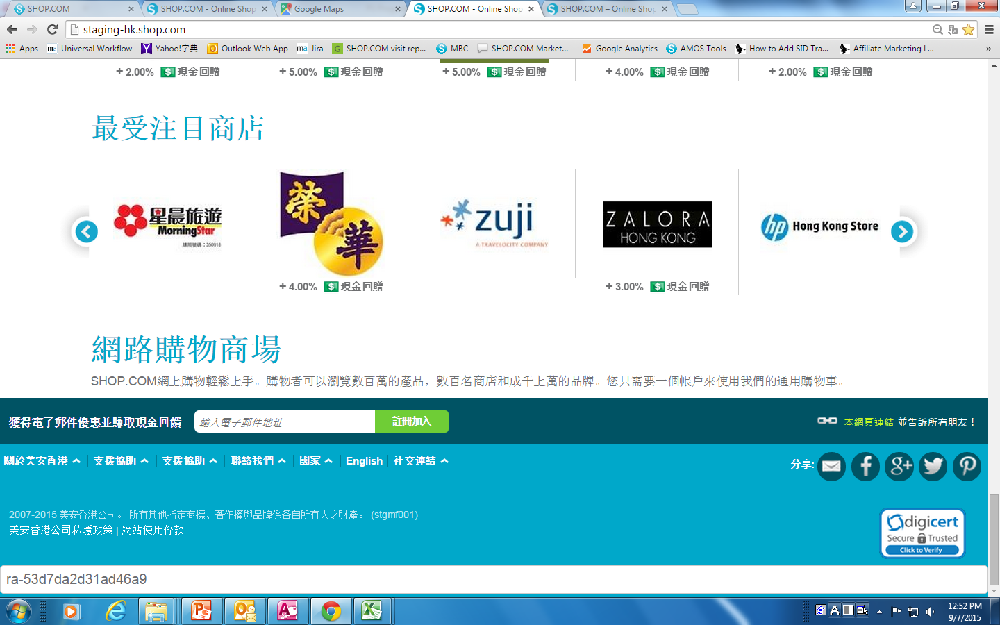 SHOP.COM
SHOP.COM - Online Shop
Google Maps
SHOP.COM - Online Shop
SHOP.COM – Online Shop
staging-hk.shop.com
Apps
Universal Workflow
Yahoo!字典
Outlook Web App
Jira
SHOP.COM visit rep...
MBC
SHOP.COM Market...
Google Analytics
AMOS Tools
How to Add SID Tra...
Affiliate Marketing L...
»
+ 2.00% $ 現金回贈
+ 5.00% $ 現金回贈
+ 5.00% $ 現金回贈
+ 4.00% $ 現金回贈
+ 2.00% $ 現金回贈
最受注目商店
星晨旅遊
MorningStar
牌照號碼：350018
榮華
zuji
A TRAVELOCITY COMPANY
ZALORA
HONG KONG
hp Hong Kong Store
+ 4.00% $ 現金回贈
+ 3.00% $ 現金回贈
網路購物商場
SHOP.COM網上購物輕鬆上手。購物者可以瀏覽數百萬的產品，數百名商店和成千上萬的品牌。您只需要一個帳戶來使用我們的通用購物車。
獲得電子郵件優惠並賺取現金回饋
輸入電子郵件地址...
註冊加入
本網頁連結 並告訴所有朋友！
關於美安香港
支援協助
支援協助
聯絡我們
國家
English
社交連結
分享:
2007-2015 美安香港公司。 所有其他指定商標、著作權與品牌係各自所有人之財產。 (stgmf001)
美安香港公司私隱政策 | 網站使用條款
digicert
Secure Trusted
Click to Verify
ra-53d7da2d31ad46a9
12:52 PM
9/7/2015